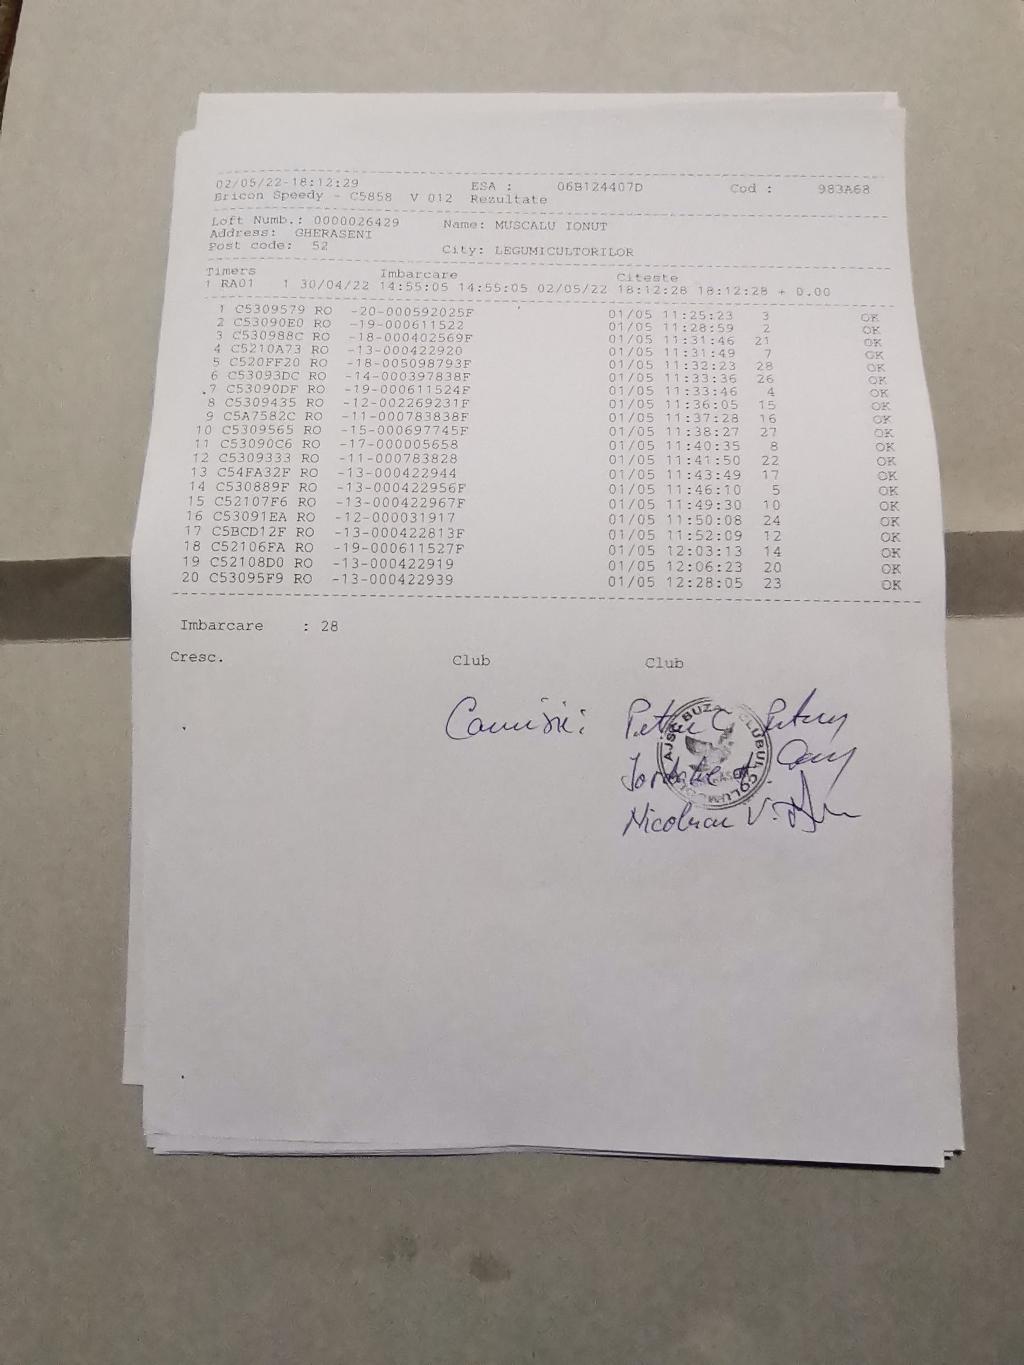 02/05/22-18:12:29 ESA : 06B124407D Cod : 983A68
Bricon Speedy - C5858 V 012 Rezultate
Loft Numb.: 0000026429 Name: MUSCALU IONUT
Address: GHERASENI
Post code: 52 City: LEGUMICULTORILOR
Timers Imbarcare Citeste
1 RA01 1 30/04/22 14:55:05 14:55:05 02/05/22 18:12:28 18:12:28 + 0.00
1 C5309579 RO -20-000592025F 01/05 11:25:23 3 OK
2 C53090E0 RO -19-000611522 01/05 11:28:59 2 OK
3 C530988C RO -18-000402569F 01/05 11:31:46 21 OK
4 C5210A73 RO -13-000422920 01/05 11:31:49 7 OK
5 C520FF20 RO -18-005098793F 01/05 11:32:23 28 OK
6 C53093DC RO -14-000397838F 01/05 11:33:36 26 OK
7 C53090DF RO -19-000611524F 01/05 11:33:46 4 OK
8 C5309435 RO -12-002269231F 01/05 11:36:05 15 OK
9 C5A7582C RO -11-000783838F 01/05 11:37:28 16 OK
10 C5309565 RO -15-000697745F 01/05 11:38:27 27 OK
11 C53090C6 RO -17-000005658 01/05 11:40:35 8 OK
12 C5309333 RO -11-000783828 01/05 11:41:50 22 OK
13 C54FA32F RO -13-000422944 01/05 11:43:49 17 OK
14 C530889F RO -13-000422956F 01/05 11:46:10 5 OK
15 C52107F6 RO -13-000422967F 01/05 11:49:30 10 OK
16 C53091EA RO -12-000031917 01/05 11:50:08 24 OK
17 C5BCD12F RO -13-000422813F 01/05 11:52:09 12 OK
18 C52106FA RO -19-000611527F 01/05 12:03:13 14 OK
19 C52108D0 RO -13-000422919 01/05 12:06:23 20 OK
20 C53095F9 RO -13-000422939 01/05 12:28:05 23 OK
Imbarcare : 28
Cresc. Club Club
Comisie: Petre C.
Iordache
Nicolae V.